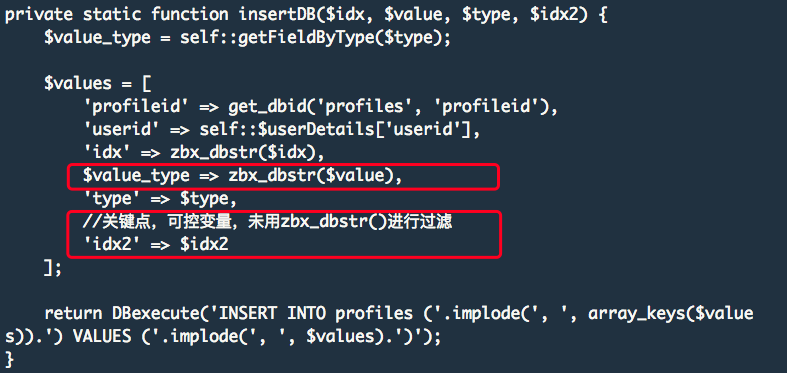 private static function insertDB($idx, $value, $type, $idx2) {
    $value_type = self::getFieldByType($type);

    $values = [
        'profileid' => get_dbid('profiles', 'profileid'),
        'userid' => self::$userDetails['userid'],
        'idx' => zbx_dbstr($idx),
        $value_type => zbx_dbstr($value),
        'type' => $type,
        //关键点，可控变量，未用zbx_dbstr()进行过滤
        'idx2' => $idx2
    ];

    return DBexecute('INSERT INTO profiles ('.implode(', ', array_keys($value
s)).') VALUES ('.implode(', ', $values).')');
}